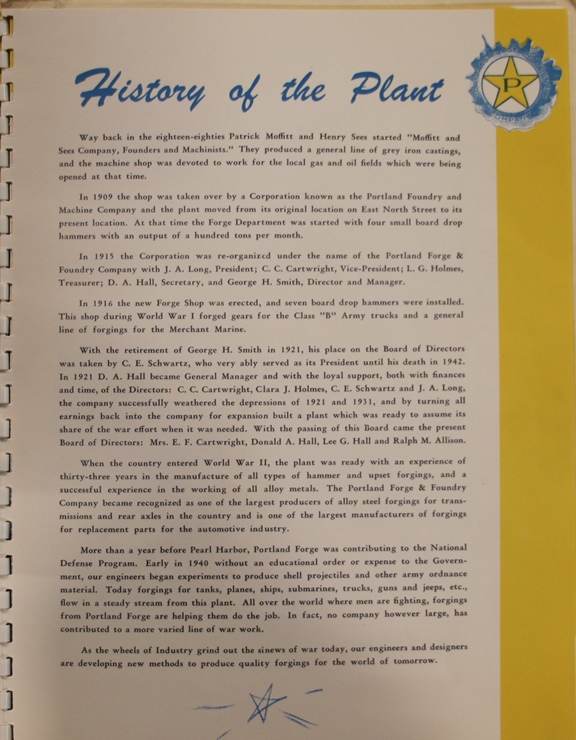 History of the Plant
P
Way back in the eighteen-eighties Patrick Moffitt and Henry Sees started "Moffitt and
Sees Company, Founders and Machinists." They produced a general line of grey iron castings,
and the machine shop was devoted to work for the local gas and oil fields which were being
opened at that time.
In 1909 the shop was taken over by a Corporation known as the Portland Foundry and
Machine Company and the plant moved from its original location on East North Street to its
present location. At that time the Forge Department was started with four small board drop
hammers with an output of a hundred tons per month.
In 1915 the Corporation was re-organized under the name of the Portland Forge &
Foundry Company with J. A. Long, President; C. C. Cartwright, Vice-President; L. G. Holmes,
Treasurer; D. A. Hall, Secretary, and George H. Smith, Director and Manager.
In 1916 the new Forge Shop was erected, and seven board drop hammers were installed.
This shop during World War I forged gears for the Class "B" Army trucks and a general
line of forgings for the Merchant Marine.
With the retirement of George H. Smith in 1921, his place on the Board of Directors
was taken by C. E. Schwartz, who very ably served as its President until his death in 1942.
In 1921 D. A. Hall became General Manager and with the loyal support, both with finances
and time, of the Directors: C. C. Cartwright, Clara J. Holmes, C. E. Schwartz and J. A. Long,
the company successfully weathered the depressions of 1921 and 1931, and by turning all
earnings back into the company for expansion built a plant which was ready to assume its
share of the war effort when it was needed. With the passing of this Board came the present
Board of Directors: Mrs. E. F. Cartwright, Donald A. Hall, Lee G. Hall and Ralph M. Allison.
When the country entered World War II, the plant was ready with an experience of
thirty-three years in the manufacture of all types of hammer and upset forgings, and a
successful experience in the working of all alloy metals. The Portland Forge & Foundry
Company became recognized as one of the largest producers of alloy steel forgings for trans-
missions and rear axles in the country and is one of the largest manufacturers of forgings
for replacement parts for the automotive industry.
More than a year before Pearl Harbor, Portland Forge was contributing to the National
Defense Program. Early in 1940 without an educational order or expense to the Govern-
ment, our engineers began experiments to produce shell projectiles and other army ordnance
material. Today forgings for tanks, planes, ships, submarines, trucks, guns and jeeps, etc.,
flow in a steady stream from this plant. All over the world where men are fighting, forgings
from Portland Forge are helping them do the job. In fact, no company however large, has
contributed to a more varied line of war work.
As the wheels of Industry grind out the sinews of war today, our engineers and designers
are developing new methods to produce quality forgings for the world of tomorrow.